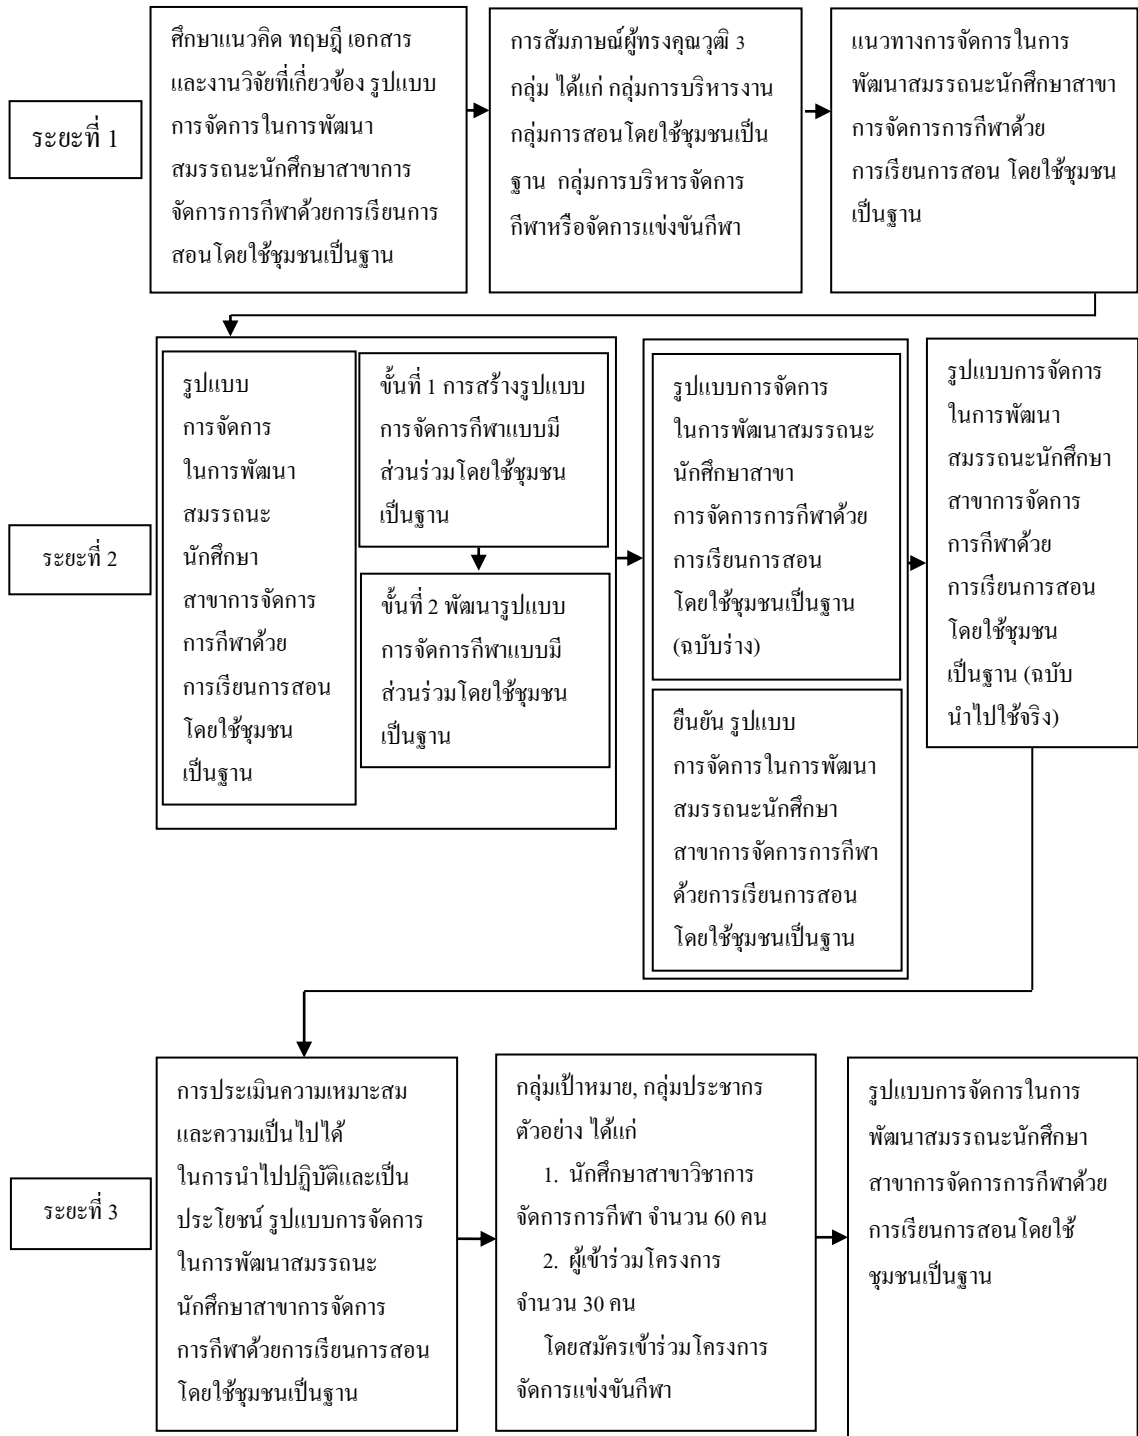 ระยะที่ 1
ศึกษาแนวคิด ทฤษฎี เอกสาร
และงานวิจัยที่เกี่ยวข้อง รูปแบบ
การจัดการในการพัฒนา
สมรรถนะนักศึกษาสาขาการ
จัดการการกีฬาด้วยการเรียนการ
สอนโดยใช้ชุมชนเป็นฐาน
การสัมภาษณ์ผู้ทรงคุณวุฒิ 3
กลุ่ม ได้แก่ กลุ่มการบริหารงาน
กลุ่มการสอนโดยใช้ชุมชนเป็น
ฐาน กลุ่มการบริหารจัดการ
กีฬาหรือจัดการแข่งขันกีฬา
แนวทางการจัดการในการ
พัฒนาสมรรถนะนักศึกษาสาขา
การจัดการการกีฬาด้วย
การเรียนการสอน โดยใช้ชุมชน
เป็นฐาน
ระยะที่ 2
รูปแบบ
การจัดการ
ในการพัฒนา
สมรรถนะ
นักศึกษา
สาขาการจัดการ
การกีฬาด้วย
การเรียนการสอน
โดยใช้ชุมชน
เป็นฐาน
ขั้นที่ 1 การสร้างรูปแบบ
การจัดการกีฬาแบบมี
ส่วนร่วมโดยใช้ชุมชน
เป็นฐาน
ขั้นที่ 2 พัฒนารูปแบบ
การจัดการกีฬาแบบมี
ส่วนร่วมโดยใช้ชุมชน
เป็นฐาน
รูปแบบการจัดการ
ในการพัฒนาสมรรถนะ
นักศึกษาสาขา
การจัดการการกีฬาด้วย
การเรียนการสอน
โดยใช้ชุมชนเป็นฐาน
(ฉบับร่าง)
ยืนยัน รูปแบบ
การจัดการในการพัฒนา
สมรรถนะนักศึกษา
สาขาการจัดการการกีฬา
ด้วยการเรียนการสอน
โดยใช้ชุมชนเป็นฐาน
รูปแบบการจัดการ
ในการพัฒนา
สมรรถนะนักศึกษา
สาขาการจัดการ
การกีฬาด้วย
การเรียนการสอน
โดยใช้ชุมชน
เป็นฐาน (ฉบับ
นำไปใช้จริง)
ระยะที่ 3
การประเมินความเหมาะสม
และความเป็นไปได้
ในการนำไปปฏิบัติและเป็น
ประโยชน์ รูปแบบการจัดการ
ในการพัฒนาสมรรถนะ
นักศึกษาสาขาการจัดการ
การกีฬาด้วยการเรียนการสอน
โดยใช้ชุมชนเป็นฐาน
กลุ่มเป้าหมาย, กลุ่มประชากร
ตัวอย่าง ได้แก่
1. นักศึกษาสาขาวิชาการ
จัดการการกีฬา จำนวน 60 คน
2. ผู้เข้าร่วมโครงการ
จำนวน 30 คน
โดยสมัครเข้าร่วมโครงการ
จัดการแข่งขันกีฬา
รูปแบบการจัดการในการ
พัฒนาสมรรถนะนักศึกษา
สาขาการจัดการการกีฬาด้วย
การเรียนการสอนโดยใช้
ชุมชนเป็นฐาน